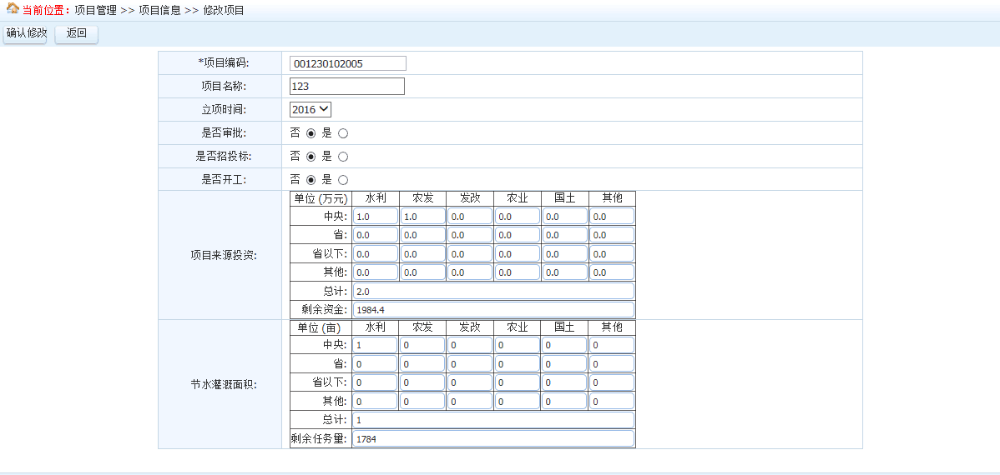 当前位置：项目管理 >> 项目信息 >> 修改项目
确认修改 返回
*项目编码: 001230102005
项目名称: 123
立项时间: 2016
是否审批: 否 是
是否招投标: 否 是
是否开工: 否 是
项目来源投资:
单位 (万元) 水利 农发 发改 农业 国土 其他
中央: 1.0 1.0 0.0 0.0 0.0 0.0
省: 0.0 0.0 0.0 0.0 0.0 0.0
省以下: 0.0 0.0 0.0 0.0 0.0 0.0
其他: 0.0 0.0 0.0 0.0 0.0 0.0
总计: 2.0
剩余资金: 1984.4
节水灌溉面积:
单位 (亩) 水利 农发 发改 农业 国土 其他
中央: 1 0 0 0 0 0
省: 0 0 0 0 0 0
省以下: 0 0 0 0 0 0
其他: 0 0 0 0 0 0
总计: 1
剩余任务量: 1784